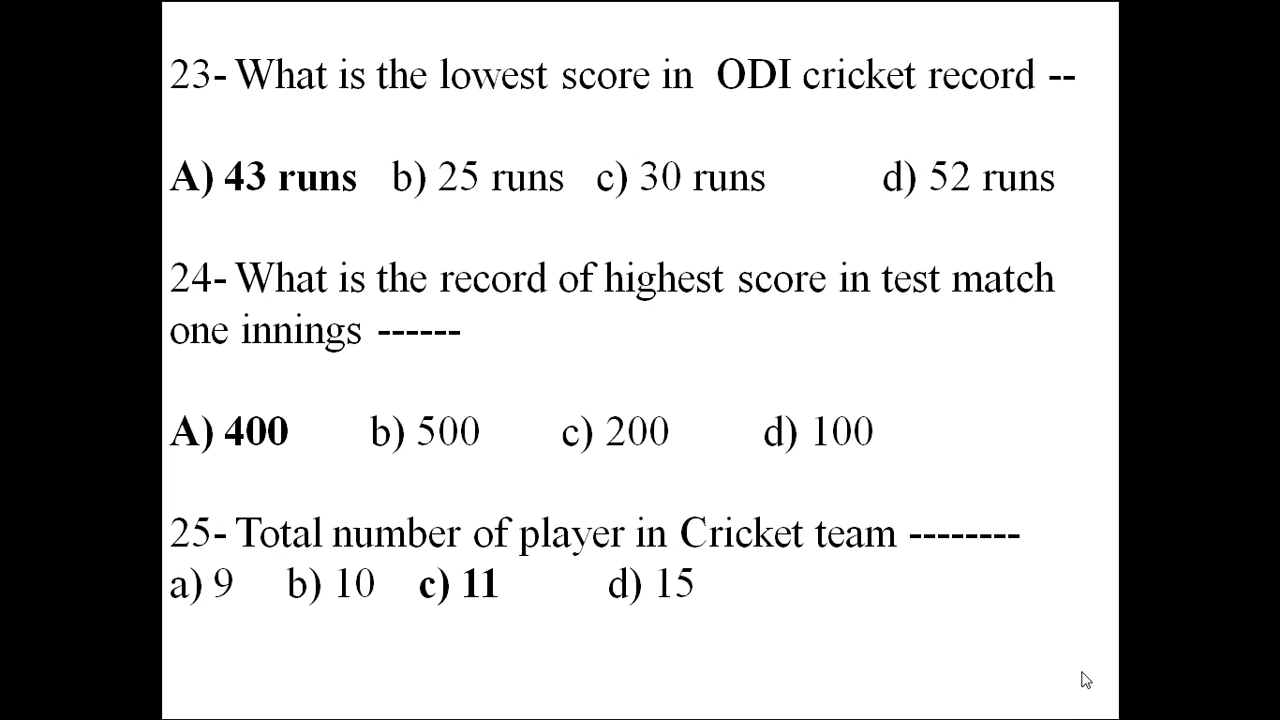 23- What is the lowest score in  ODI cricket record --
A) 43 runs   b) 25 runs   c) 30 runs   d) 52 runs
24- What is the record of highest score in test match
one innings ------
A) 400   b) 500   c) 200   d) 100
25- Total number of player in Cricket team --------
a) 9   b) 10   c) 11   d) 15